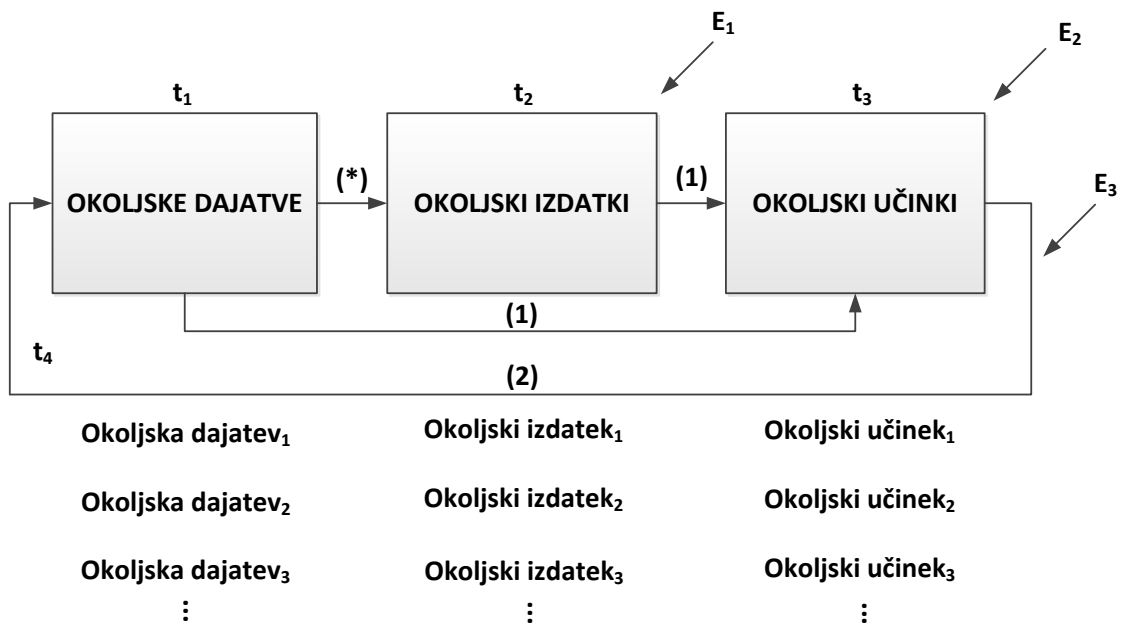 E₁
E₂
t₁ t₂ t₃
OKOLJSKE DAJATVE (*) OKOLJSKI IZDATKI (1) OKOLJSKI UČINKI
E₃
(1)
t₄
(2)
Okoljska dajatev₁ Okoljski izdatek₁ Okoljski učinek₁
Okoljska dajatev₂ Okoljski izdatek₂ Okoljski učinek₂
Okoljska dajatev₃ Okoljski izdatek₃ Okoljski učinek₃
⋮ ⋮ ⋮